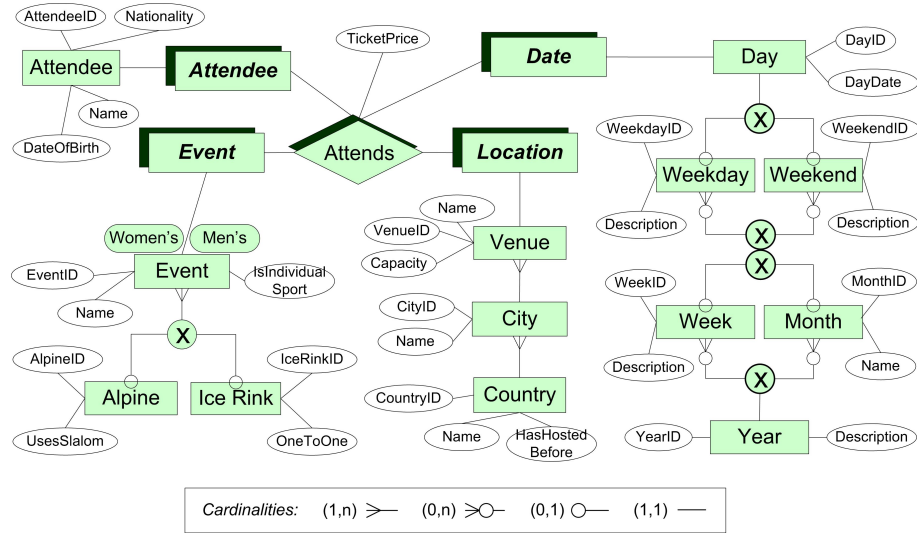 AttendeeID
Nationality
Attendee
Name
DateOfBirth
Attendee
TicketPrice
Date
Day
DayID
DayDate
Event
Attends
Location
X
WeekdayID
WeekendID
Weekday
Weekend
Description
Description
X
X
Women's
Men's
Event
EventID
Name
IsIndividual
Sport
X
AlpineID
IceRinkID
Alpine
Ice Rink
UsesSlalom
OneToOne
Name
VenueID
Venue
Capacity
CityID
City
Name
CountryID
Country
Name
HasHosted
Before
WeekID
MonthID
Week
Month
Description
Name
X
YearID
Year
Description
Cardinalities: (1,n) (0,n) (0,1) (1,1)